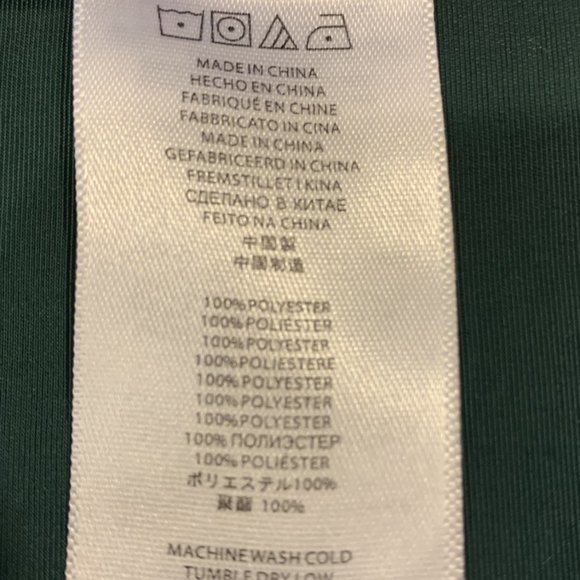 MADE IN CHINA
HECHO EN CHINA
FABRIQUÉ EN CHINE
FABBRICATO IN CINA
MADE IN CHINA
GEFABRICEERD IN CHINA
FREMSTILLET I KINA
СДЕЛАНО В КИТАЕ
FEITO NA CHINA
中国製
中国制造
100% POLYESTER
100% POLIÉSTER
100% POLYESTER
100% POLIESTERE
100% POLYESTER
100% POLYESTER
100% POLYESTER
100% ПОЛИЭСТЕР
100% POLIÉSTER
ポリエステル100%
聚酯 100%
MACHINE WASH COLD
TUMBLE DRY LOW